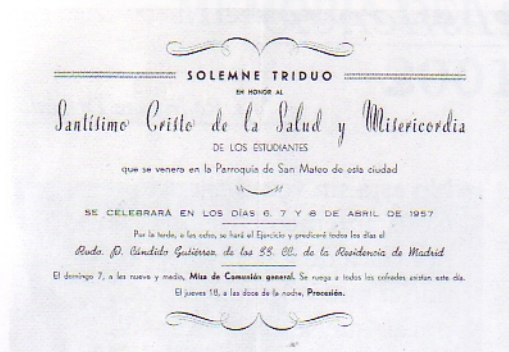 SOLEMNE TRIDUO
EN HONOR AL
Santísimo Cristo de la Salud y Misericordia
DE LOS ESTUDIANTES
que se venera en la Parroquia de San Mateo de esta ciudad
SE CELEBRARÁ EN LOS DÍAS 6, 7 Y 8 DE ABRIL DE 1957
Por la tarde, a las ocho, se hará el Ejercicio y predicará todos los días el
Rvdo. P. Cándido Gutiérrez, de los SS. CC., de la Residencia de Madrid
El domingo 7, a las nueve y media, Misa de Comunión general. Se ruega a todos los cofrades asistan este día.
El jueves 18, a las doce de la noche, Procesión.